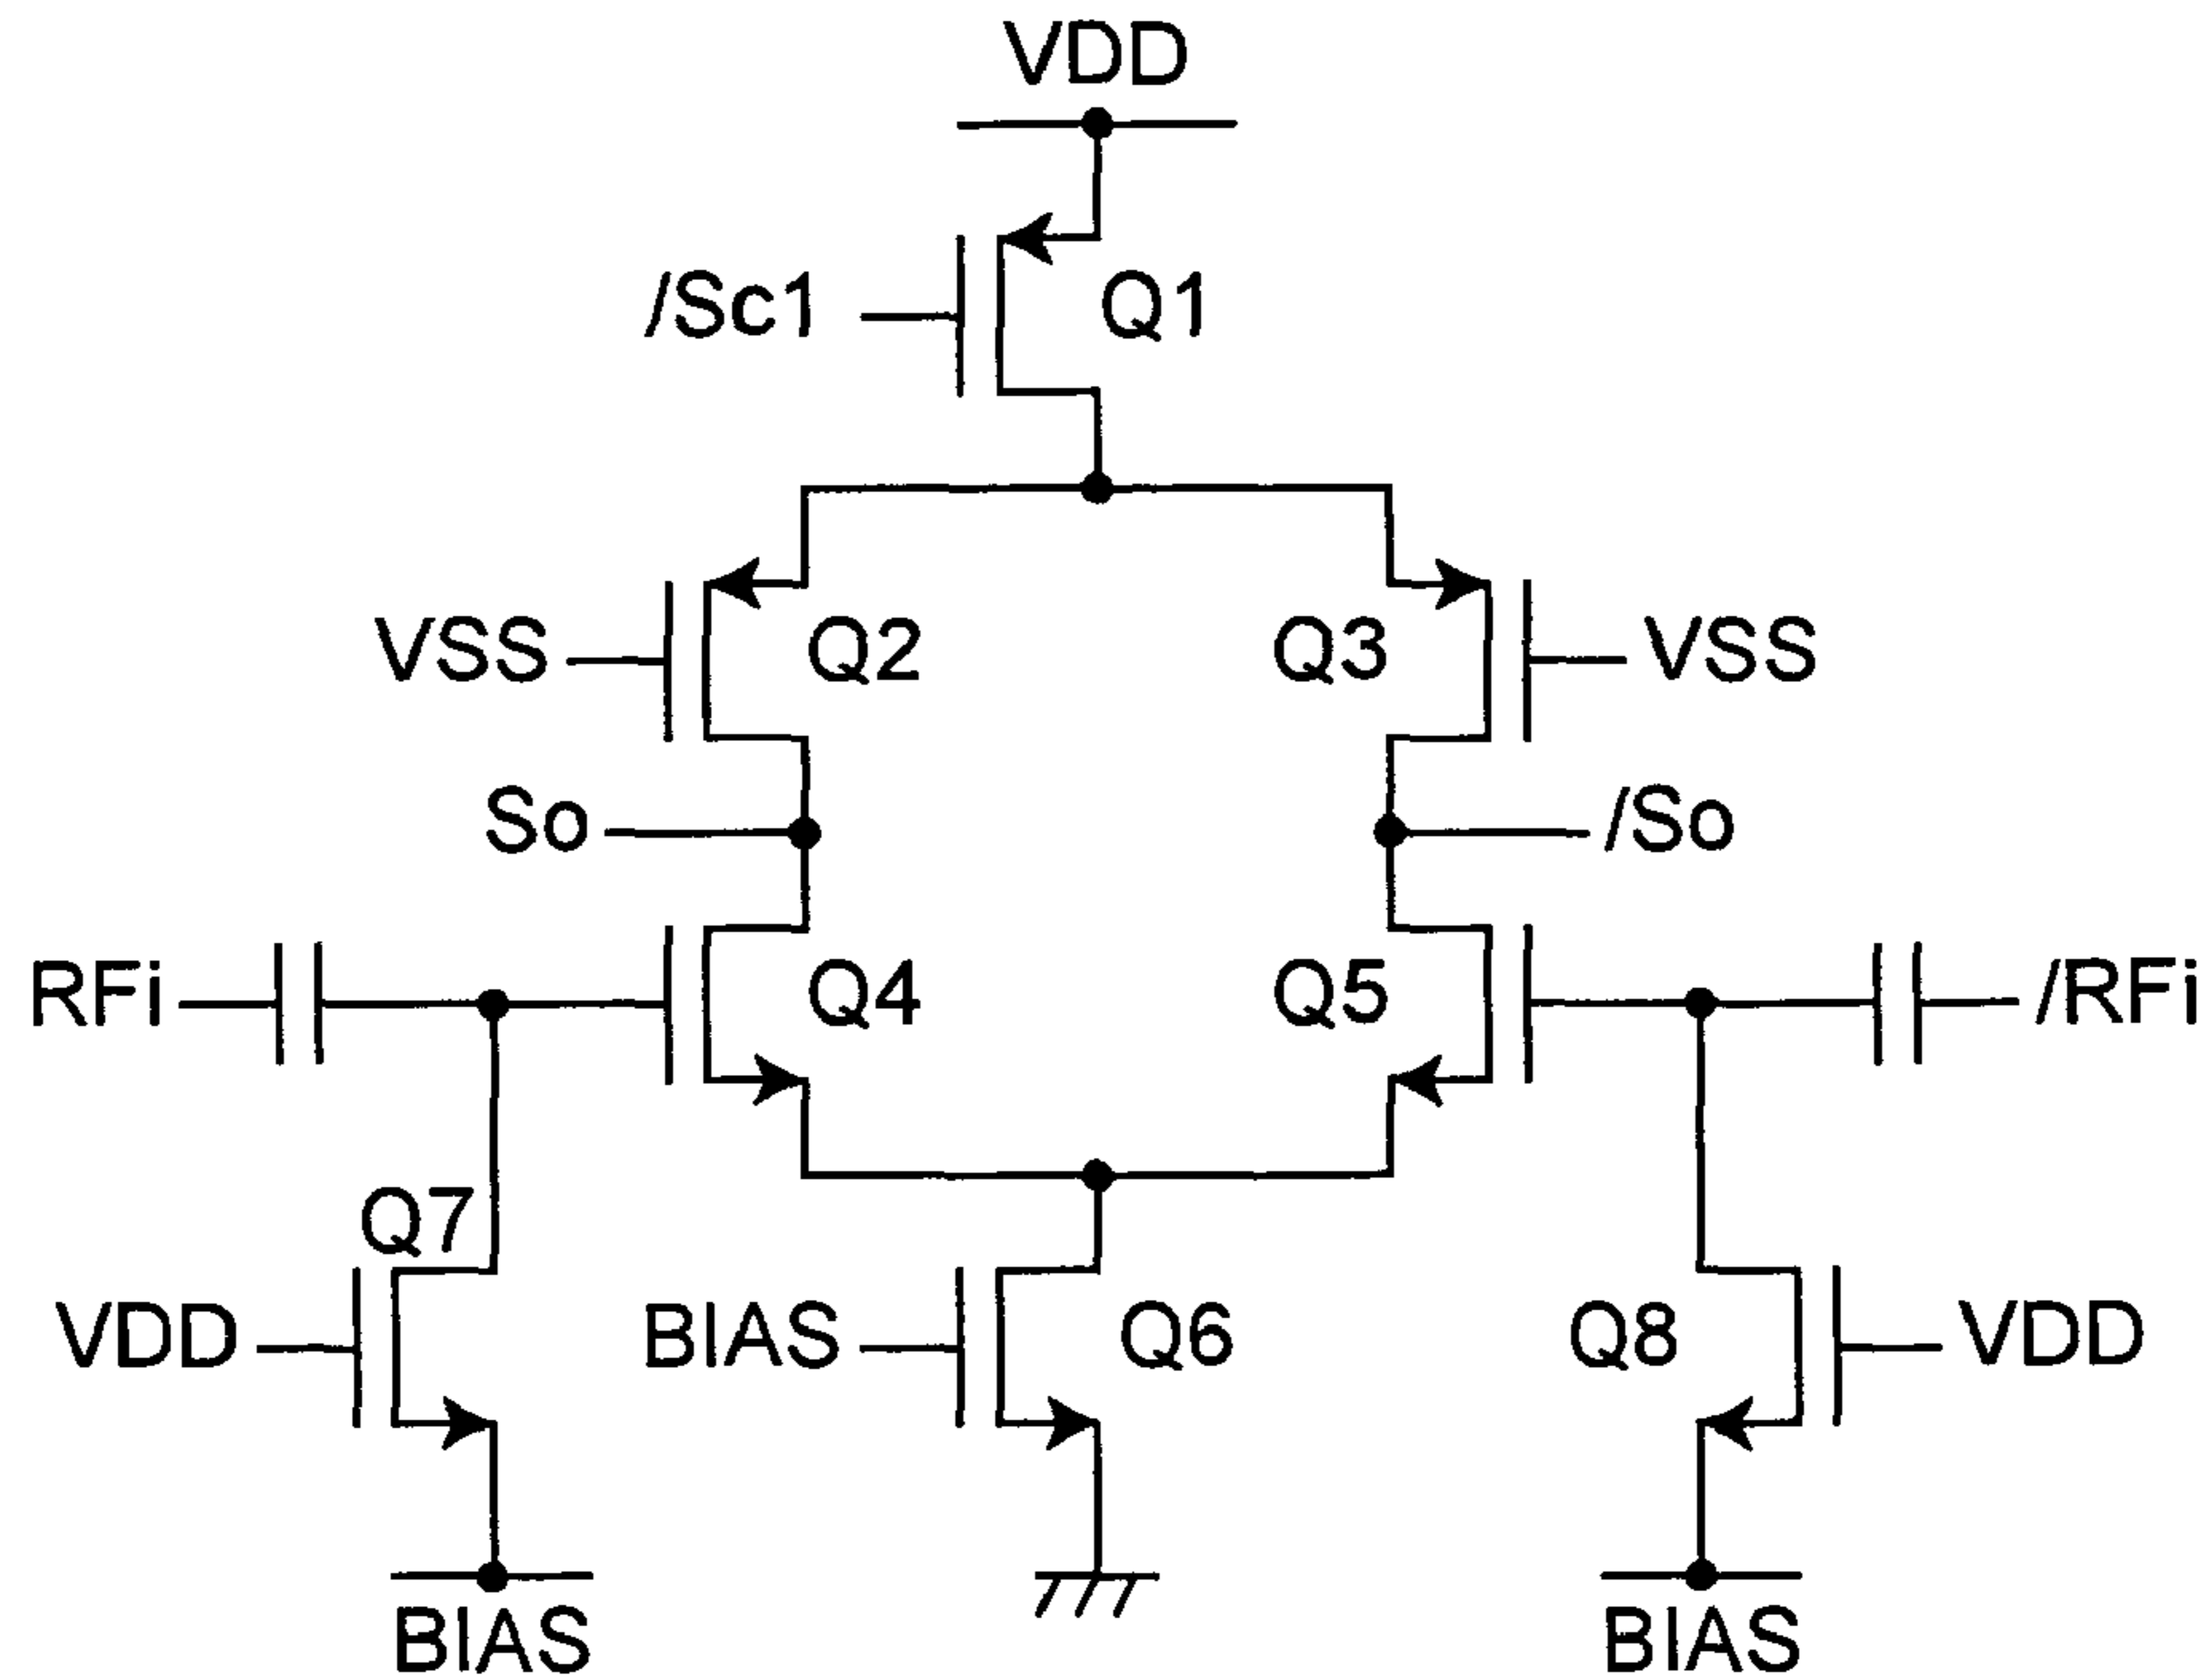 VDD
/Sc1 Q1
VSS Q2 Q3 VSS
So /So
RFi Q4 Q5 /RFi
Q7
VDD BIAS Q6 Q8 VDD
BIAS BIAS